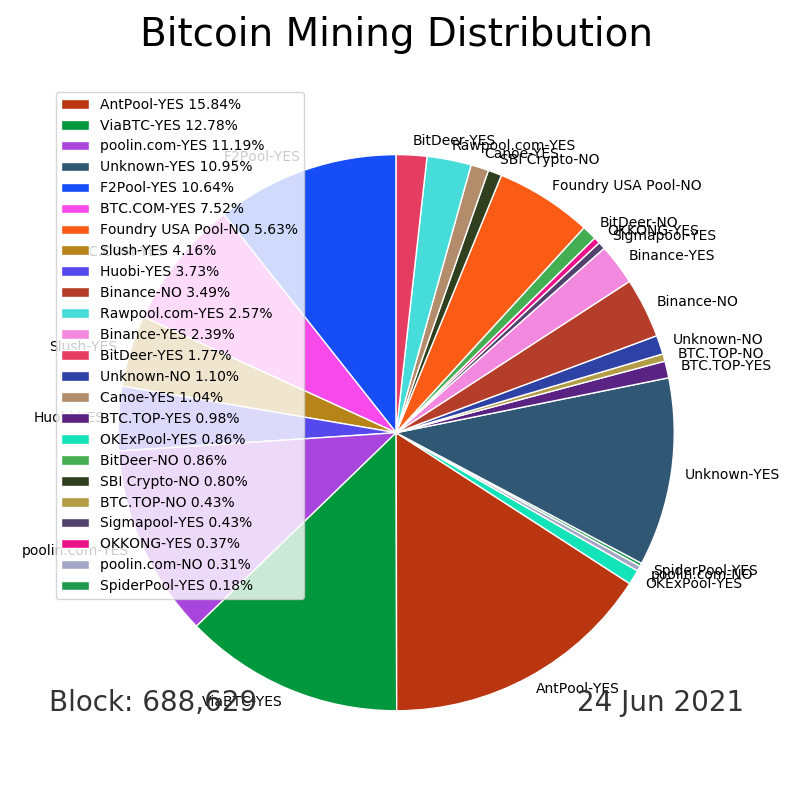 Bitcoin Mining Distribution
AntPool-YES 15.84%
ViaBTC-YES 12.78%
poolin.com-YES 11.19%
Unknown-YES 10.95%
F2Pool-YES 10.64%
BTC.COM-YES 7.52%
Foundry USA Pool-NO 5.63%
Slush-YES 4.16%
Huobi-YES 3.73%
Binance-NO 3.49%
Rawpool.com-YES 2.57%
Binance-YES 2.39%
BitDeer-YES 1.77%
Unknown-NO 1.10%
Canoe-YES 1.04%
BTC.TOP-YES 0.98%
OKExPool-YES 0.86%
BitDeer-NO 0.86%
SBI Crypto-NO 0.80%
BTC.TOP-NO 0.43%
Sigmapool-YES 0.43%
OKKONG-YES 0.37%
poolin.com-NO 0.31%
SpiderPool-YES 0.18%
F2Pool-YES
Slush-YES
Huobi-YES
poolin.com-YES
ViaBTC-YES
BitDeer-YES
Rawpool.com-YES
Canoe-YES
SBI Crypto-NO
Foundry USA Pool-NO
BitDeer-NO
OKKONG-YES
Sigmapool-YES
Binance-YES
Binance-NO
Unknown-NO
BTC.TOP-NO
BTC.TOP-YES
Unknown-YES
SpiderPool-YES
poolin.com-NO
OKExPool-YES
AntPool-YES
Block: 688,629
24 Jun 2021